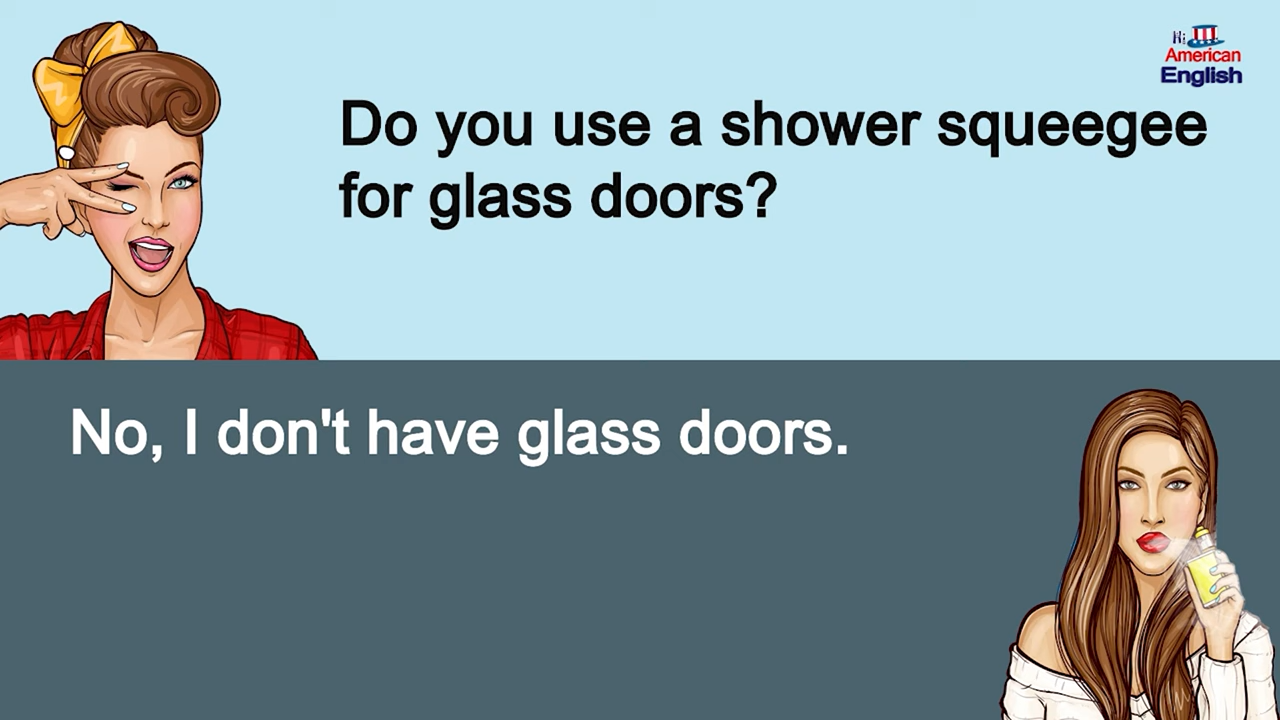 Hi
American
English
Do you use a shower squeegee
for glass doors?
No, I don't have glass doors.